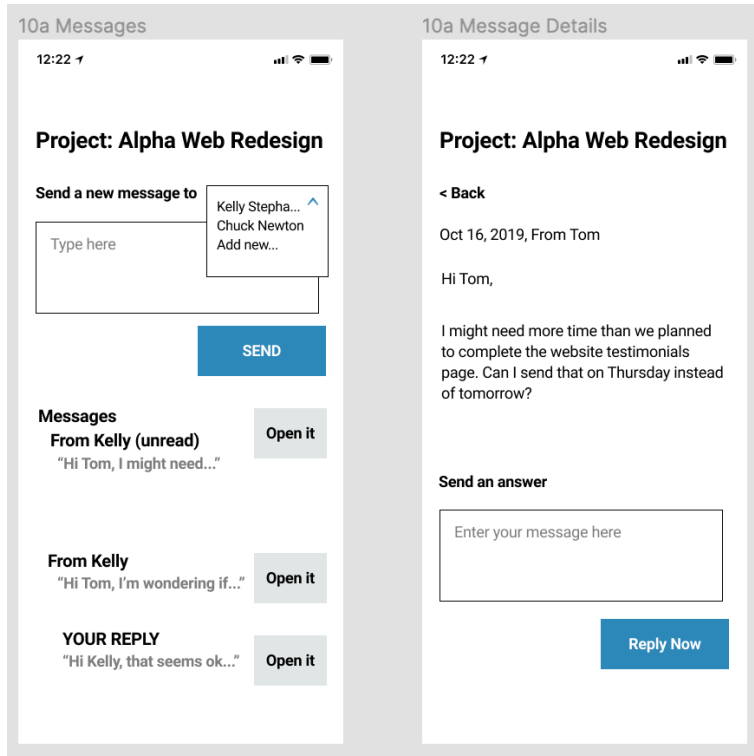 10a Messages
12:22
Project: Alpha Web Redesign
Send a new message to
Kelly Stepha...
Chuck Newton
Add new...
Type here
SEND
Messages
From Kelly (unread)
“Hi Tom, I might need...”
Open it
From Kelly
“Hi Tom, I’m wondering if...”
Open it
YOUR REPLY
“Hi Kelly, that seems ok...”
Open it
10a Message Details
12:22
Project: Alpha Web Redesign
< Back
Oct 16, 2019, From Tom
Hi Tom,
I might need more time than we planned
to complete the website testimonials
page. Can I send that on Thursday instead
of tomorrow?
Send an answer
Enter your message here
Reply Now